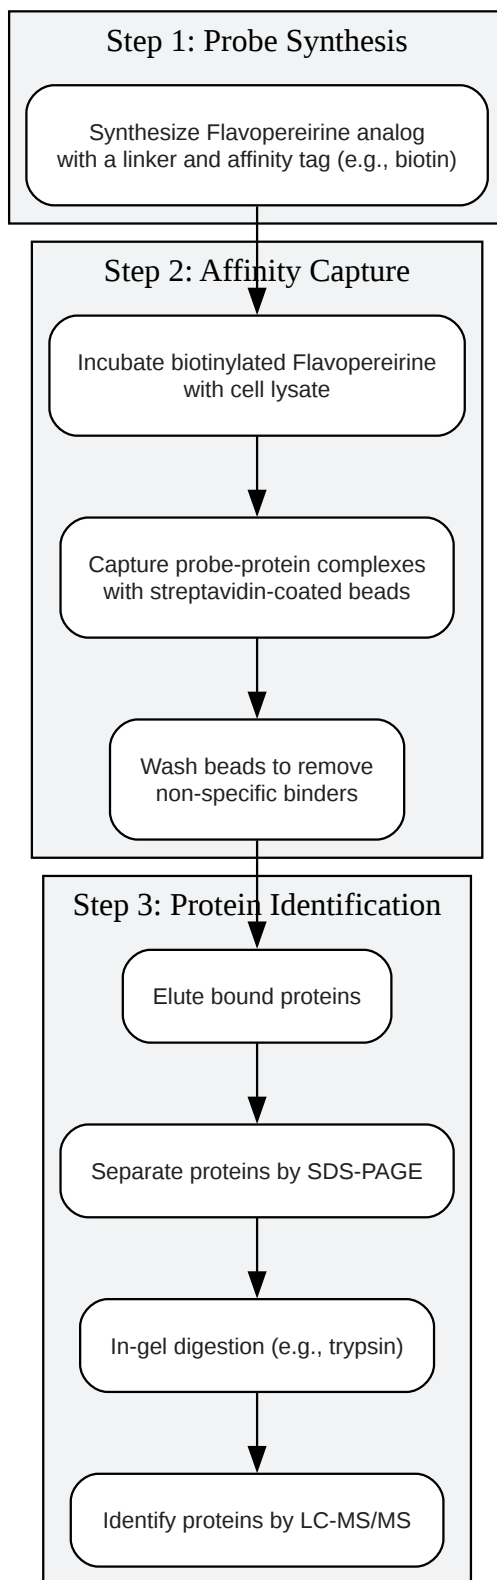 Step 1: Probe Synthesis
Synthesize Flavopereirine analog
with a linker and affinity tag (e.g., biotin)
Step 2: Affinity Capture
Incubate biotinylated Flavopereirine
with cell lysate
Capture probe-protein complexes
with streptavidin-coated beads
Wash beads to remove
non-specific binders
Step 3: Protein Identification
Elute bound proteins
Separate proteins by SDS-PAGE
In-gel digestion (e.g., trypsin)
Identify proteins by LC-MS/MS